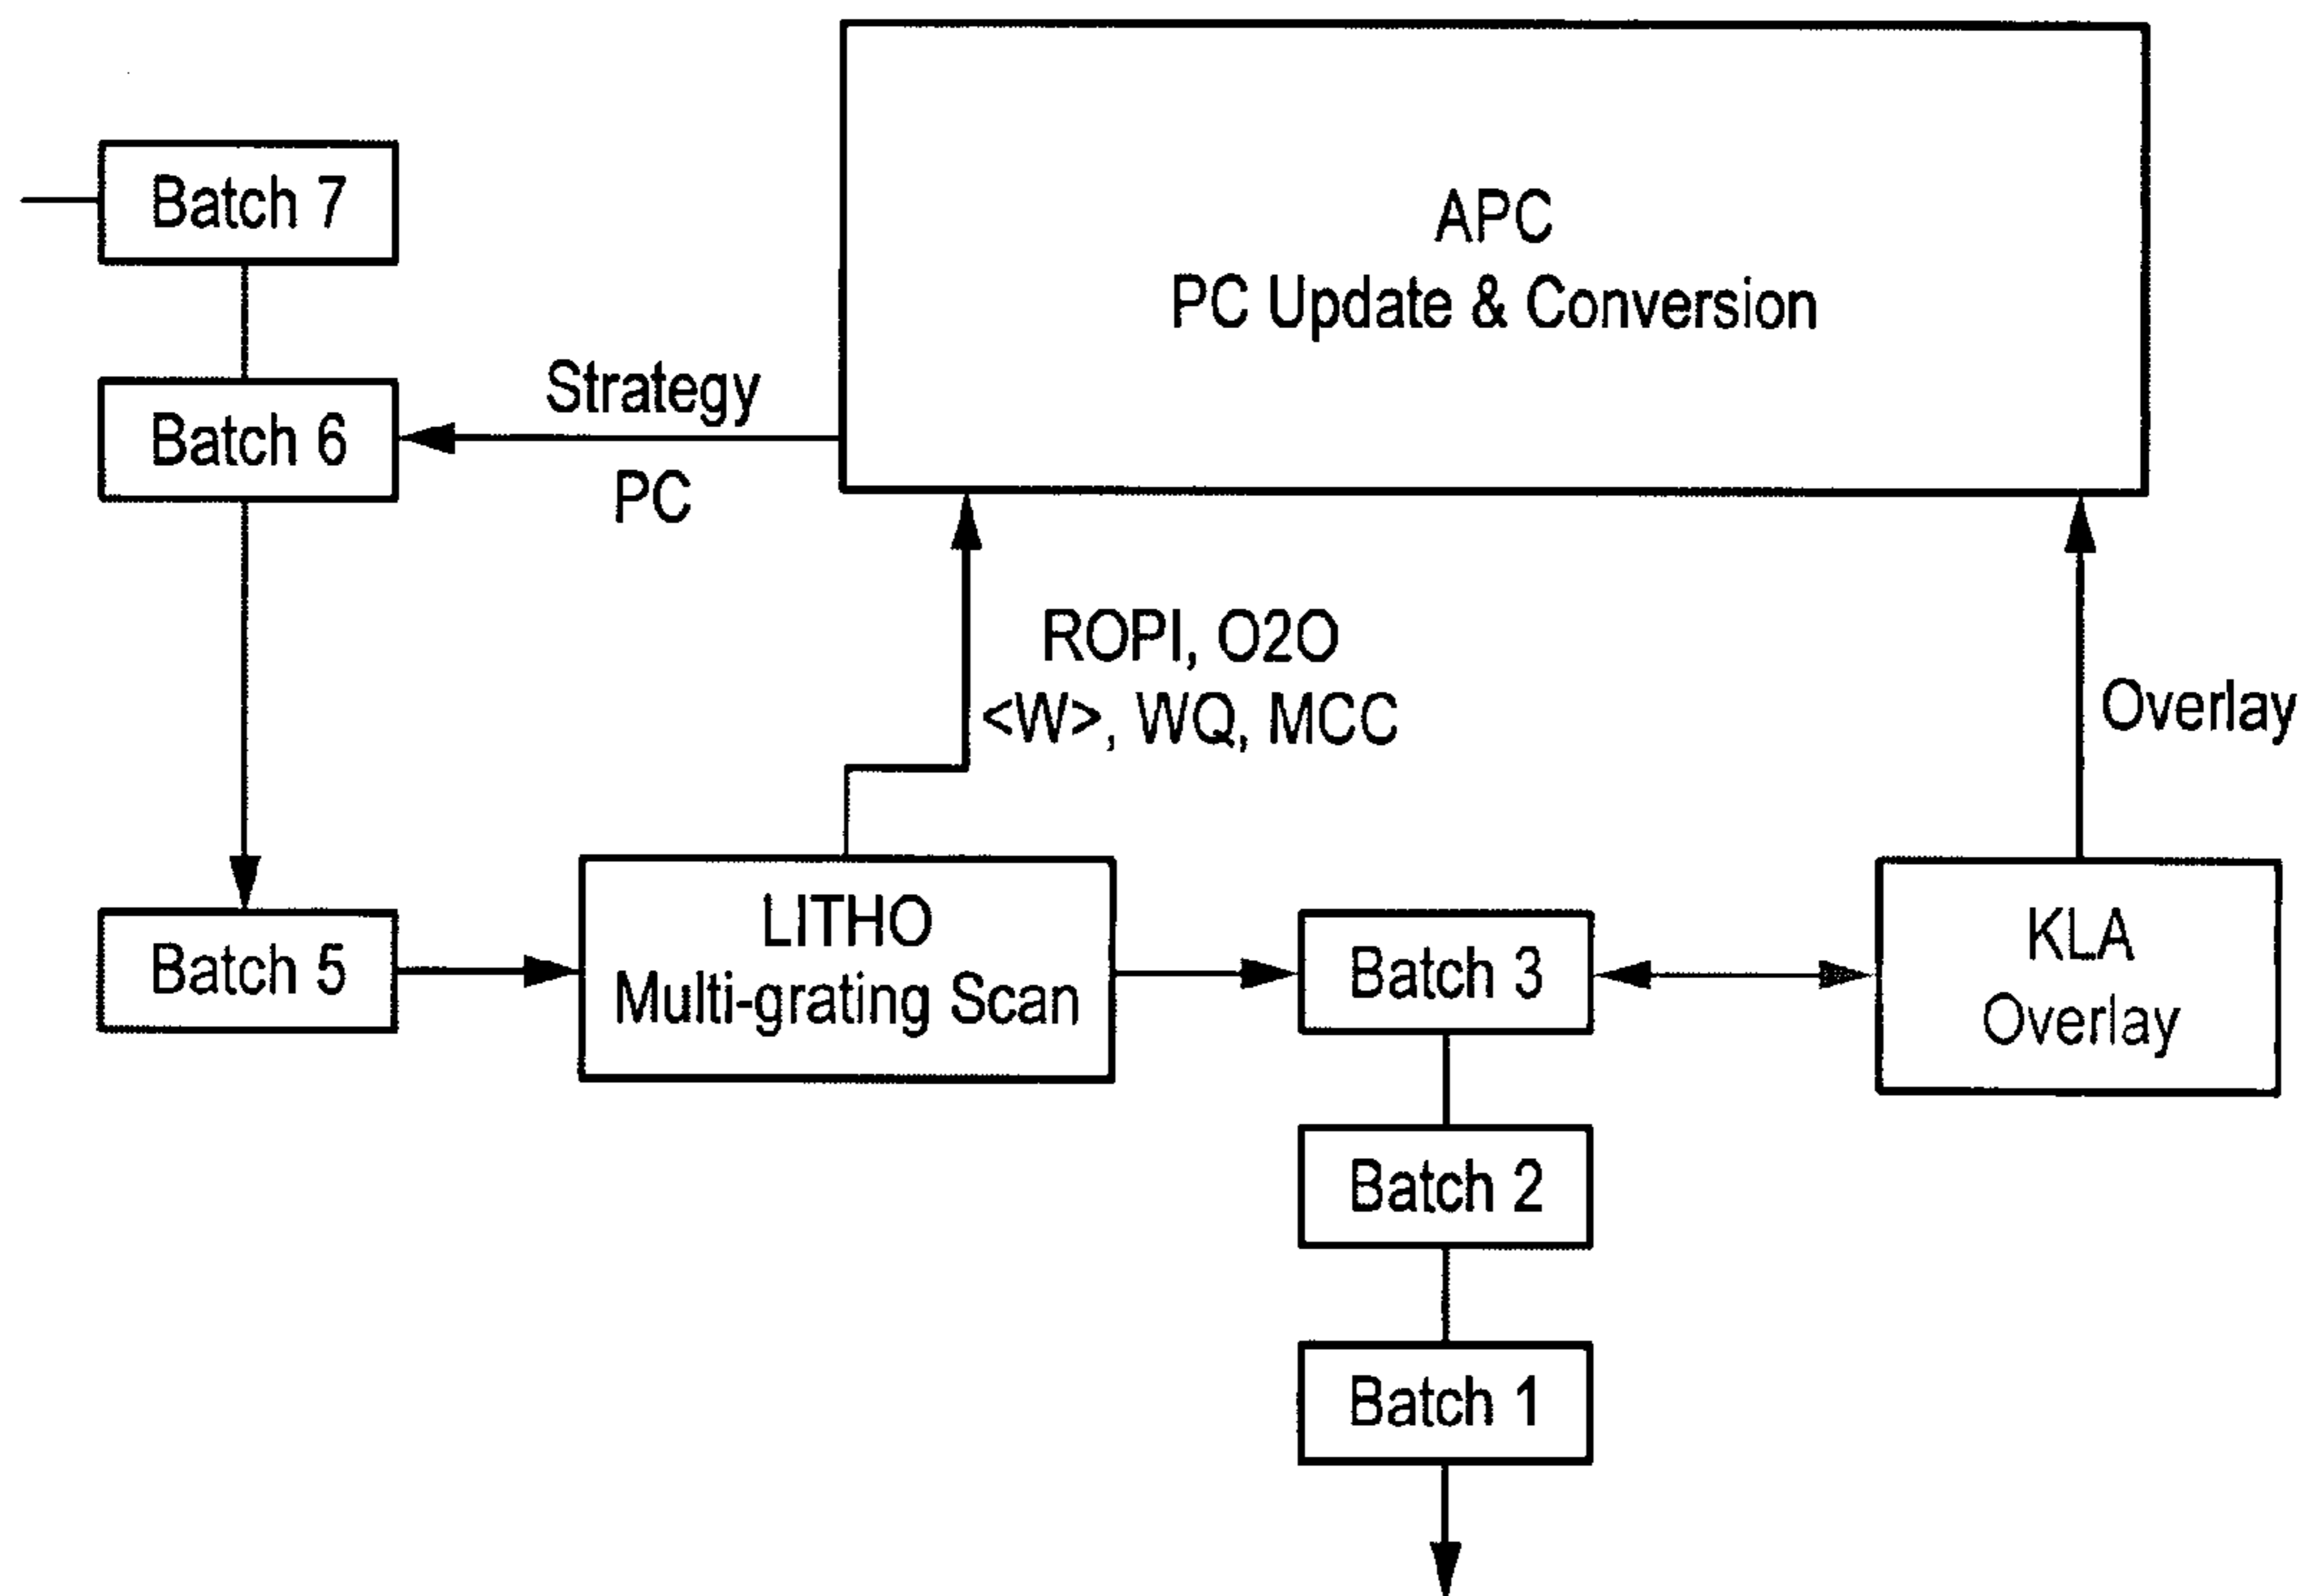 APC
PC Update & Conversion
Batch 7
Strategy
Batch 6
PC
ROPI, O2O
<W>, WQ, MCC
Overlay
Batch 5
LITHO
Multi-grating Scan
Batch 3
KLA
Overlay
Batch 2
Batch 1